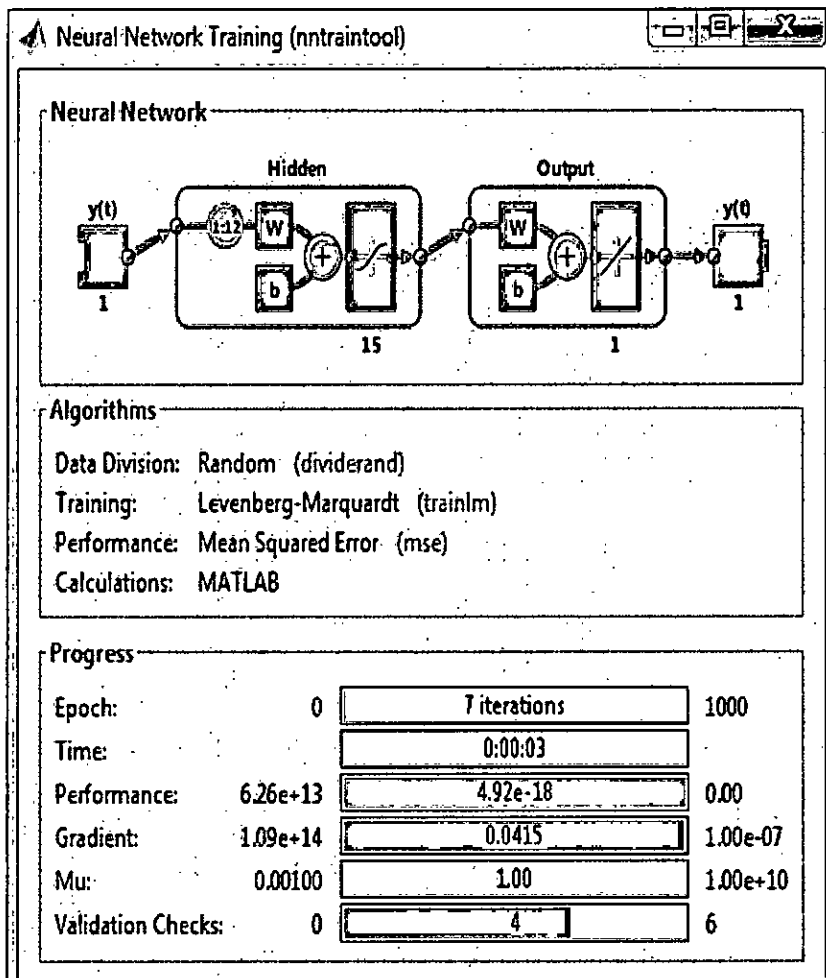 Neural Network Training (nntraintool)
Neural Network
Hidden
Output
y(t)
1:12
W
b
+
15
W
b
+
1
y(t)
1
1
Algorithms
Data Division: Random (dividerand)
Training: Levenberg-Marquardt (trainlm)
Performance: Mean Squared Error (mse)
Calculations: MATLAB
Progress
Epoch: 0 7 iterations 1000
Time: 0:00:03
Performance: 6.26e+13 4.92e-18 0.00
Gradient: 1.09e+14 0.0415 1.00e-07
Mu: 0.00100 1.00 1.00e+10
Validation Checks: 0 4 6